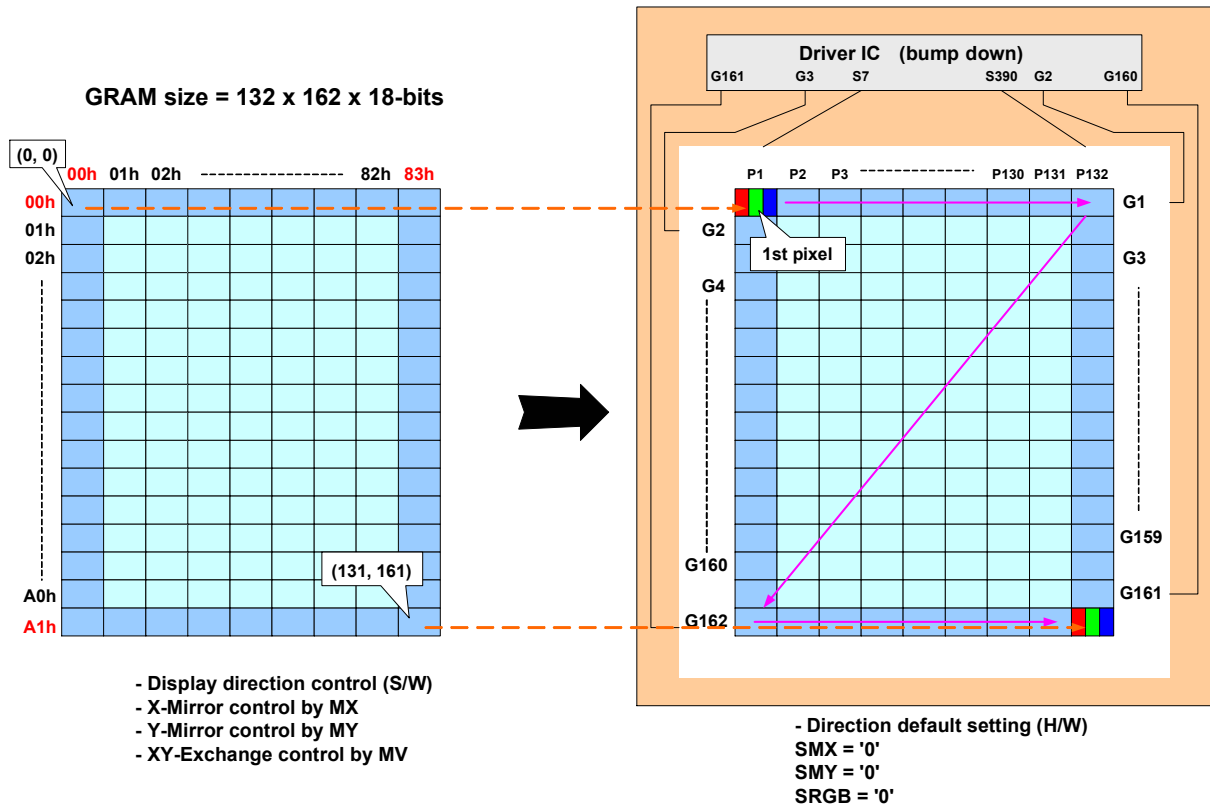 GRAM size = 132 x 162 x 18-bits
(0, 0)
00h 01h 02h 82h 83h
00h
01h
02h
A0h
A1h
(131, 161)
- Display direction control (S/W)
- X-Mirror control by MX
- Y-Mirror control by MY
- XY-Exchange control by MV
Driver IC (bump down)
G161 G3 S7 S390 G2 G160
P1 P2 P3 P130 P131 P132
G1
G2
1st pixel
G3
G4
G159
G160
G161
G162
- Direction default setting (H/W)
SMX = '0'
SMY = '0'
SRGB = '0'